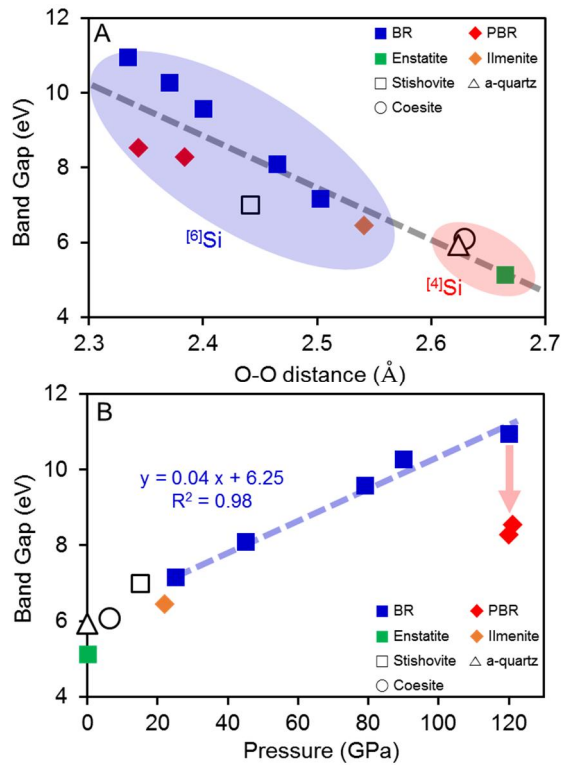 A
12
10
8
6
4
Band Gap (eV)
BR
PBR
Enstatite
Ilmenite
Stishovite
a-quartz
Coesite
[6]Si
[4]Si
2.3
2.4
2.5
2.6
2.7
O-O distance (Å)
B
12
10
8
6
4
Band Gap (eV)
y = 0.04 x + 6.25
R² = 0.98
BR
PBR
Enstatite
Ilmenite
Stishovite
a-quartz
Coesite
0
20
40
60
80
100
120
Pressure (GPa)